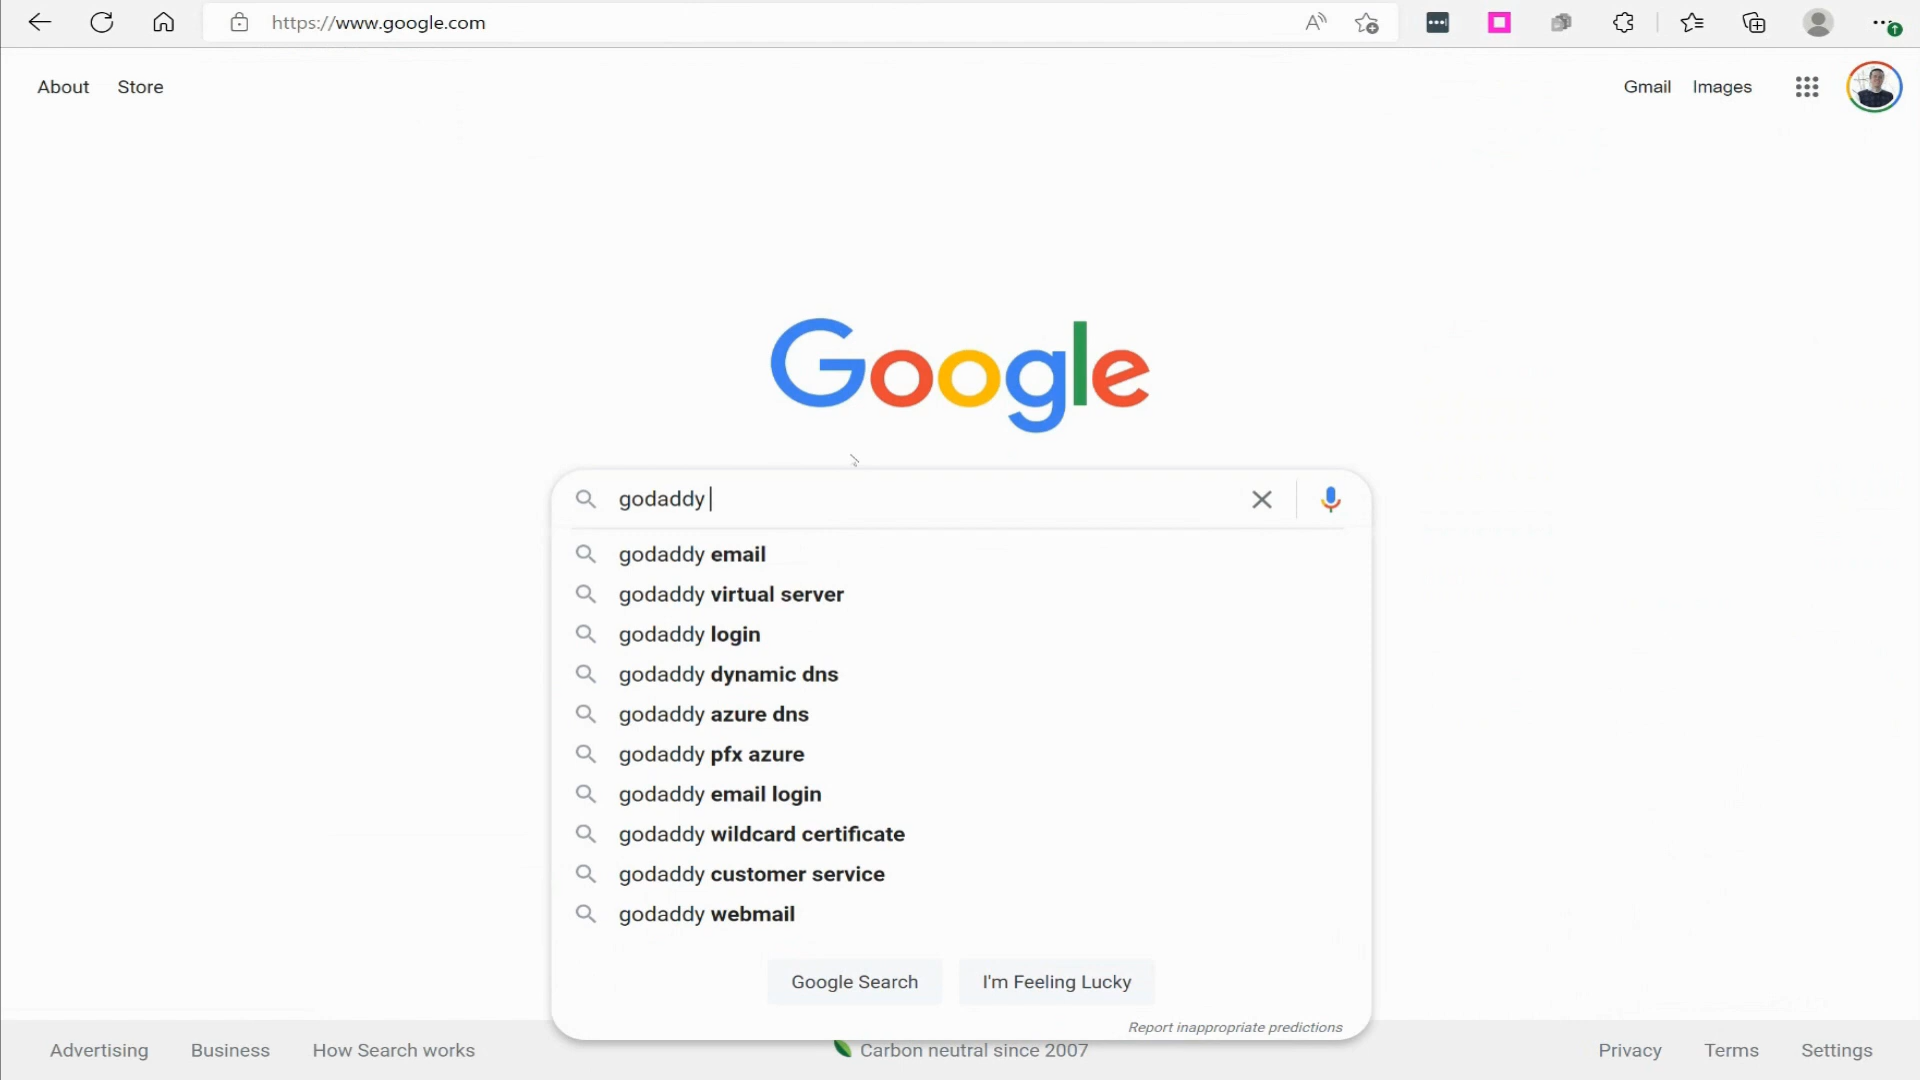 https://www.google.com
About Store
Gmail Images
Google
godaddy
godaddy email
godaddy virtual server
godaddy login
godaddy dynamic dns
godaddy azure dns
godaddy pfx azure
godaddy email login
godaddy wildcard certificate
godaddy customer service
godaddy webmail
Google Search I'm Feeling Lucky
Report inappropriate predictions
Advertising Business How Search works Carbon neutral since 2007 Privacy Terms Settings